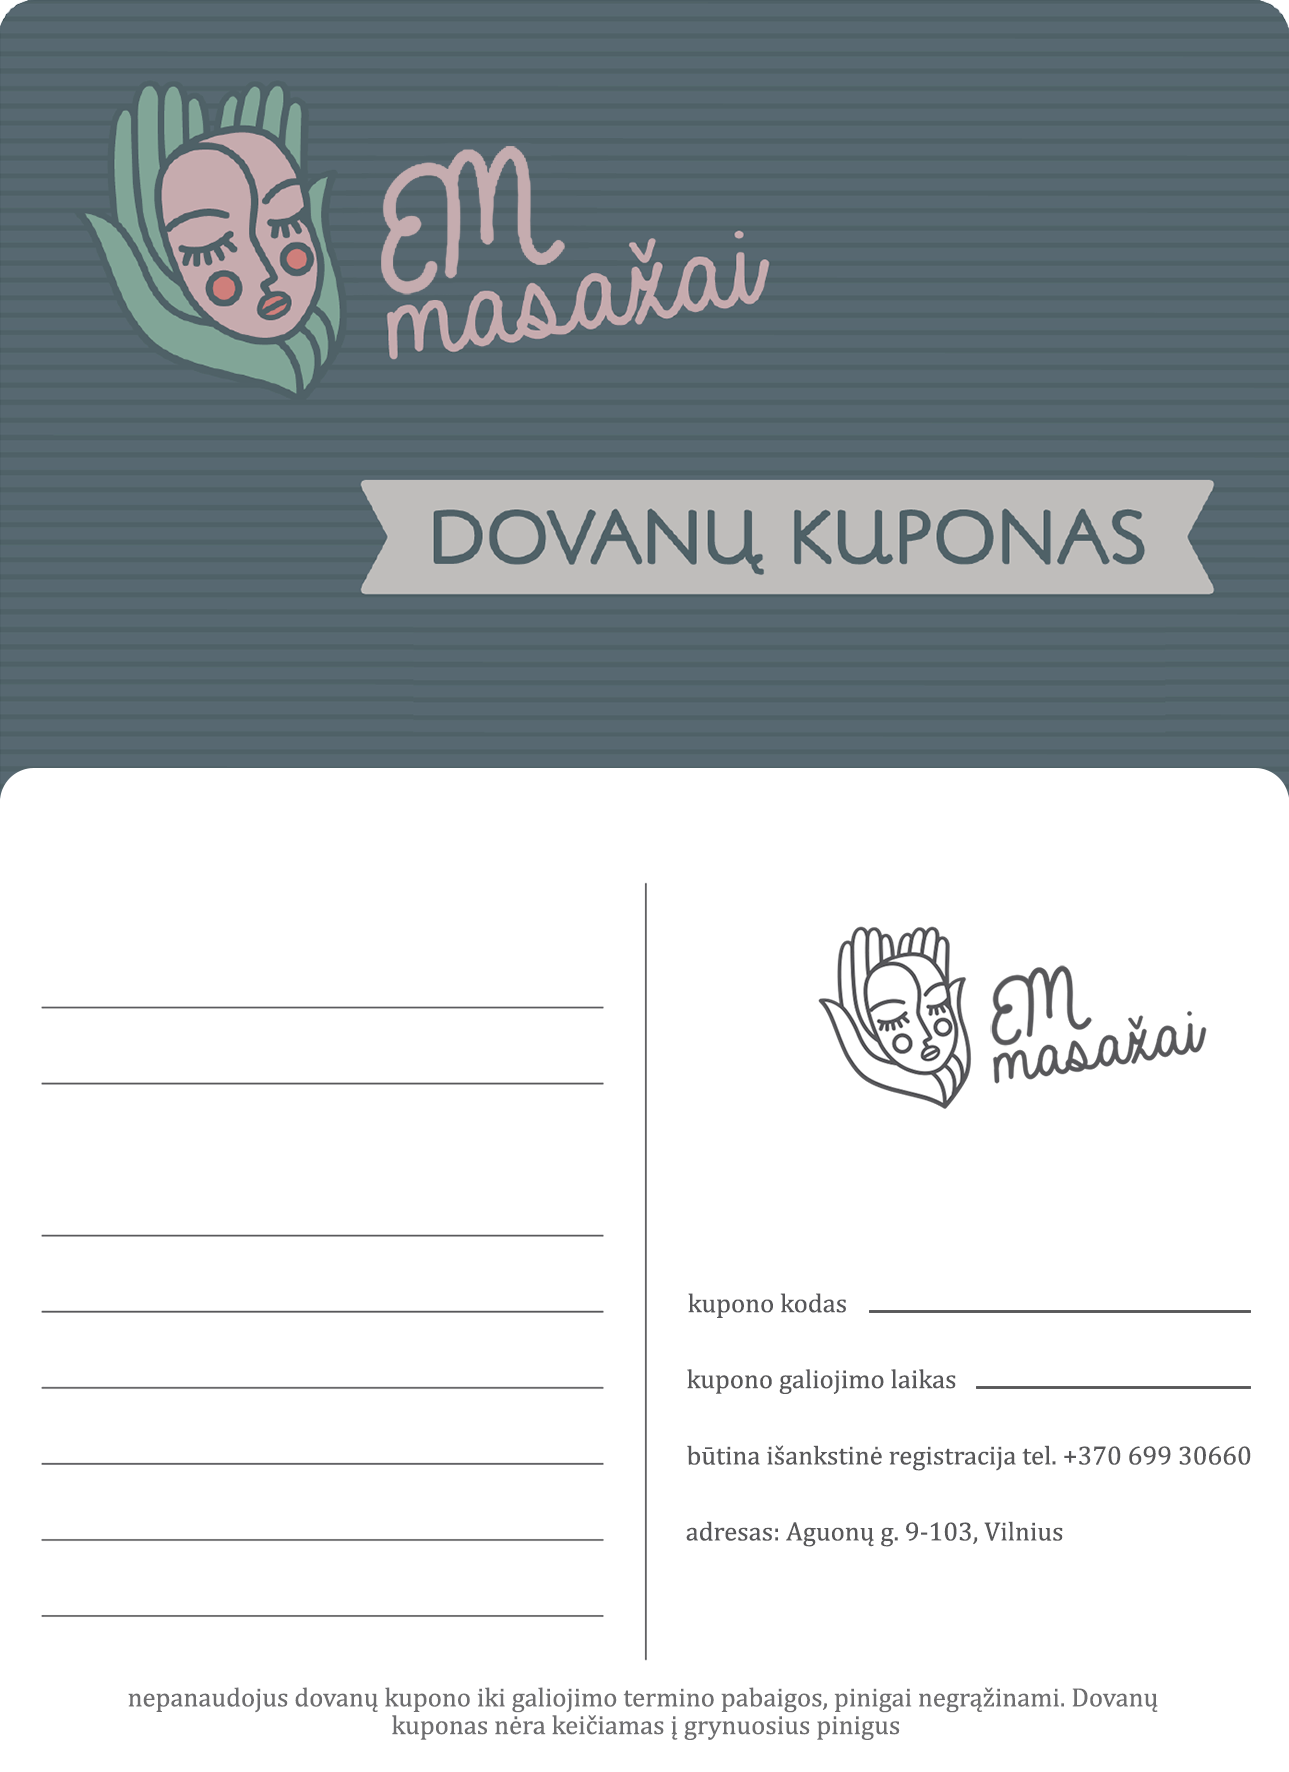 EM
masažai
DOVANŲ KUPONAS
EM
masažai
kupono kodas
kupono galiojimo laikas
būtina išankstinė registracija tel. +370 699 30660
adresas: Aguonų g. 9-103, Vilnius
nepanaudojus dovanų kupono iki galiojimo termino pabaigos, pinigai negrąžinami. Dovanų
kuponas nėra keičiamas į grynuosius pinigus